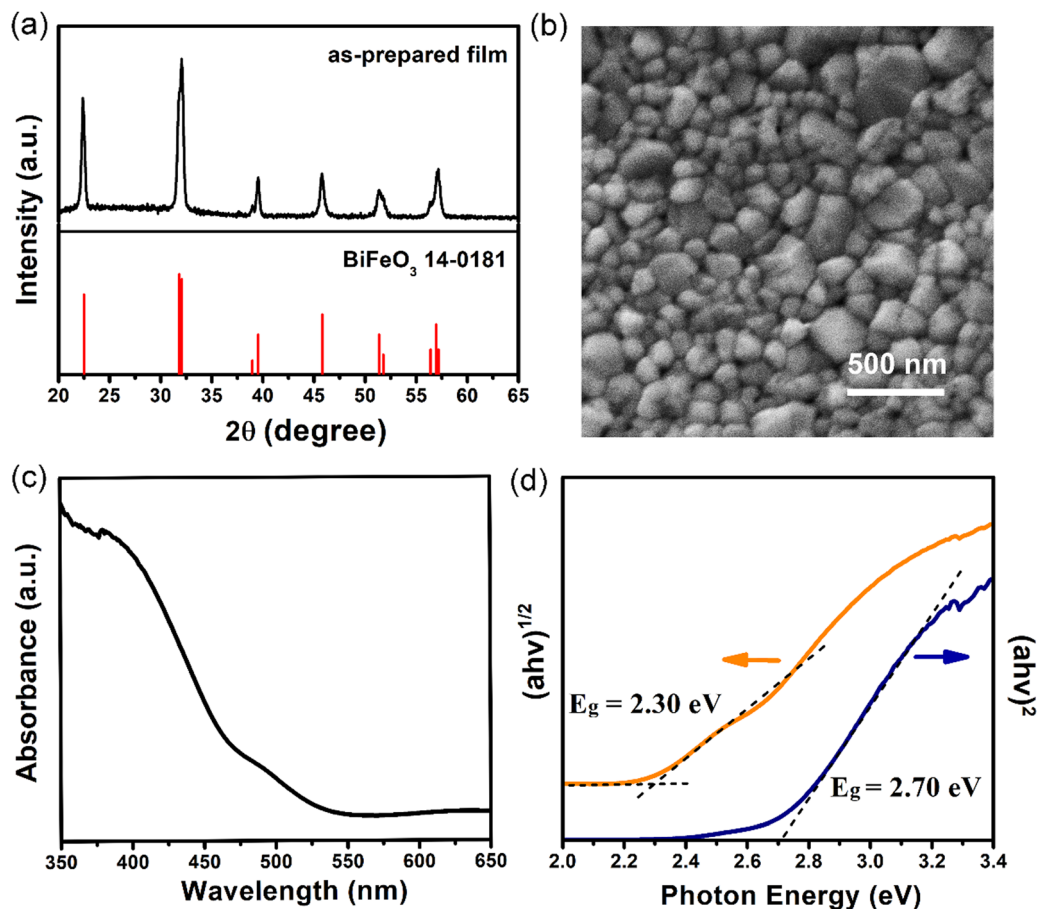 (a)
as-prepared film
BiFeO₃ 14-0181
Intensity (a.u.)
20 25 30 35 40 45 50 55 60 65
2θ (degree)
(b)
500 nm
(c)
Absorbance (a.u.)
350 400 450 500 550 600 650
Wavelength (nm)
(d)
(ahv)^1/2
(ahv)²
E_g = 2.30 eV
E_g = 2.70 eV
2.0 2.2 2.4 2.6 2.8 3.0 3.2 3.4
Photon Energy (eV)